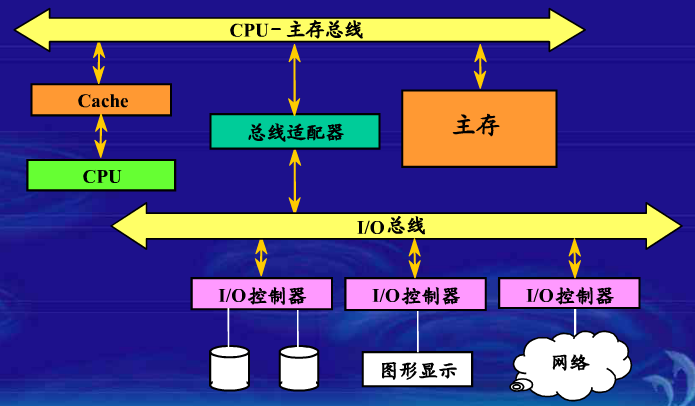 CPU-主存总线
Cache
总线适配器
主存
CPU
I/O总线
I/O控制器
I/O控制器
I/O控制器
图形显示
网络